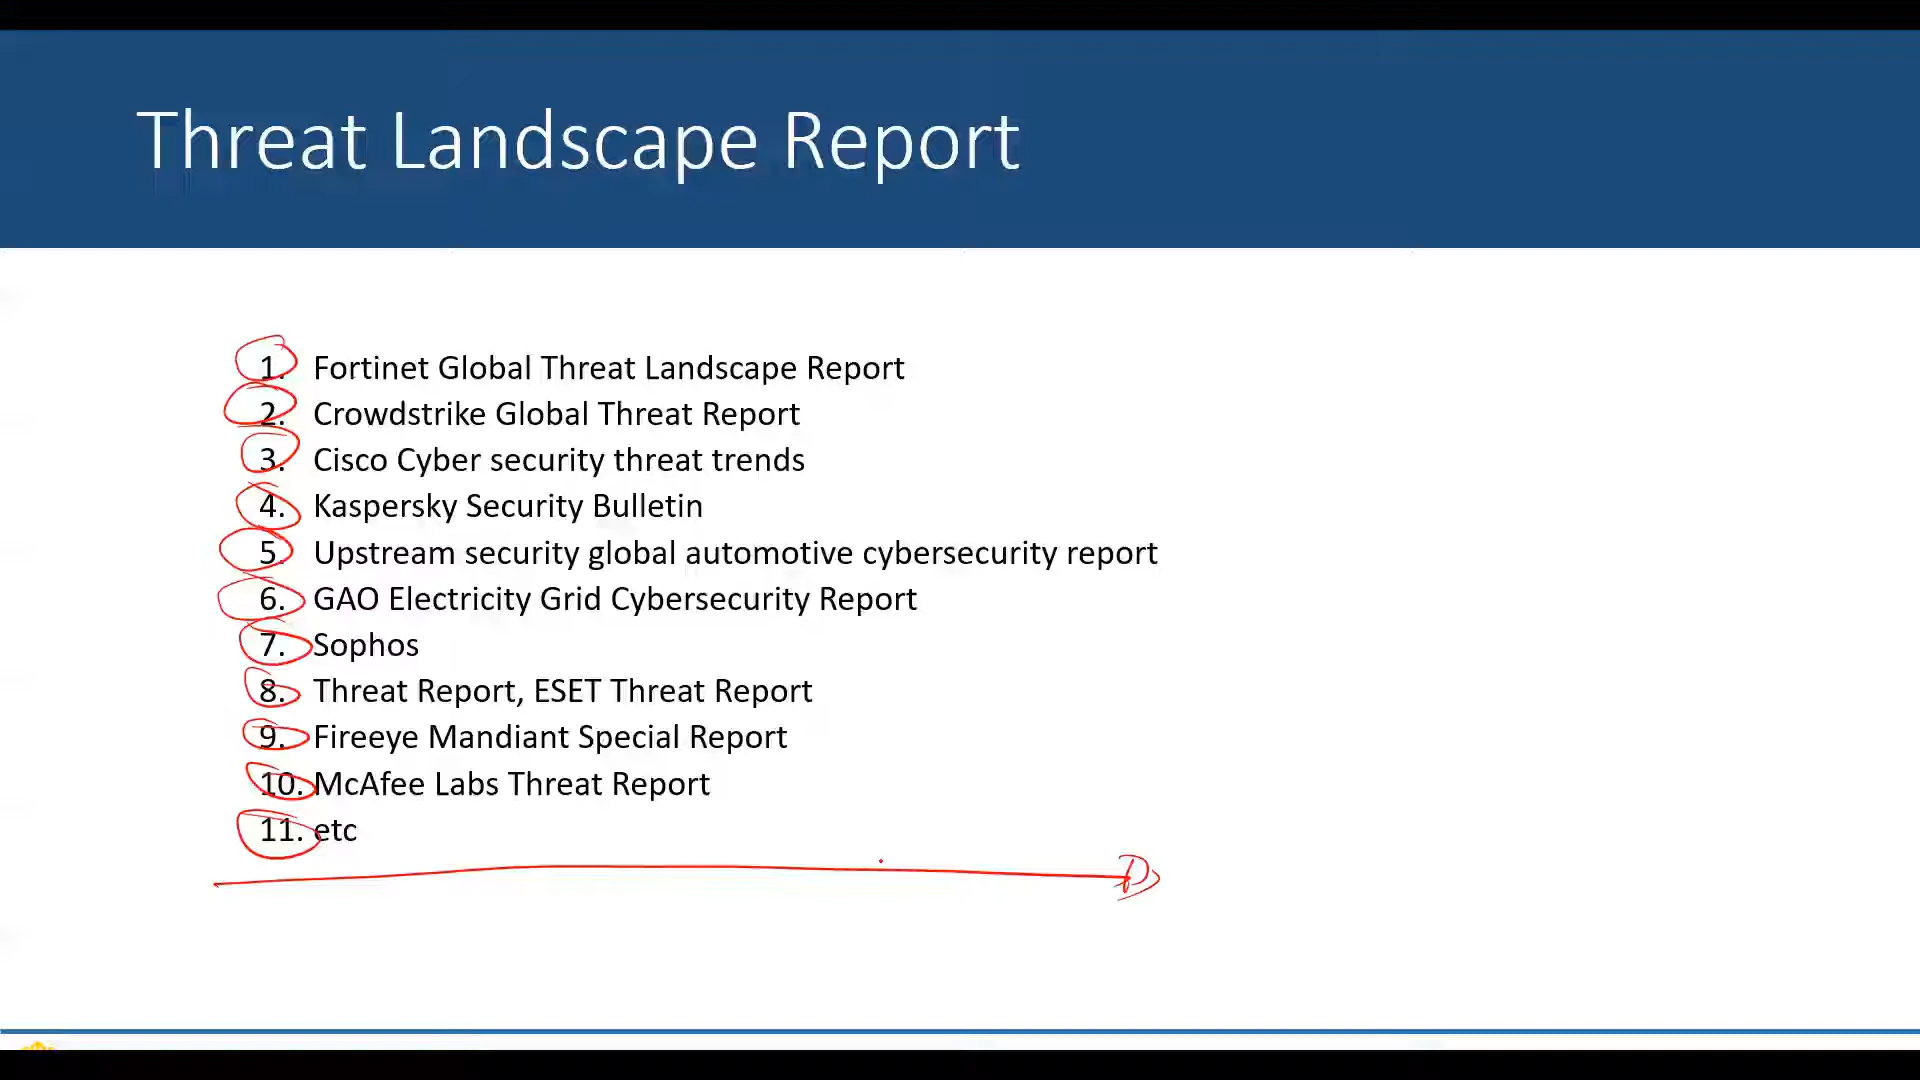 Threat Landscape Report
1. Fortinet Global Threat Landscape Report
2. Crowdstrike Global Threat Report
3. Cisco Cyber security threat trends
4. Kaspersky Security Bulletin
5. Upstream security global automotive cybersecurity report
6. GAO Electricity Grid Cybersecurity Report
7. Sophos
8. Threat Report, ESET Threat Report
9. Fireeye Mandiant Special Report
10. McAfee Labs Threat Report
11. etc